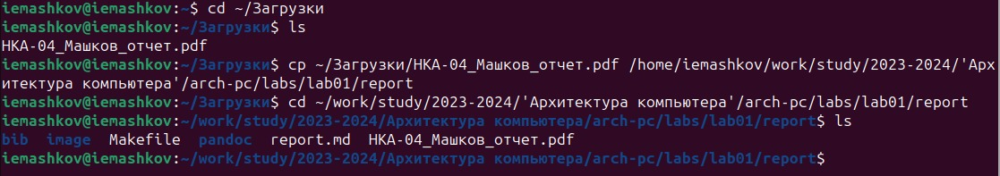 iemashkov@iemashkov:~$ cd ~/Загрузки
iemashkov@iemashkov:~/Загрузки$ ls
НКА-04_Машков_отчет.pdf
iemashkov@iemashkov:~/Загрузки$ cp ~/Загрузки/НКА-04_Машков_отчет.pdf /home/iemashkov/work/study/2023-2024/'Арх
итектура компьютера'/arch-pc/labs/lab01/report
iemashkov@iemashkov:~/Загрузки$ cd ~/work/study/2023-2024/'Архитектура компьютера'/arch-pc/labs/lab01/report
iemashkov@iemashkov:~/work/study/2023-2024/Архитектура компьютера/arch-pc/labs/lab01/report$ ls
bib  image  Makefile  pandoc  report.md  НКА-04_Машков_отчет.pdf
iemashkov@iemashkov:~/work/study/2023-2024/Архитектура компьютера/arch-pc/labs/lab01/report$